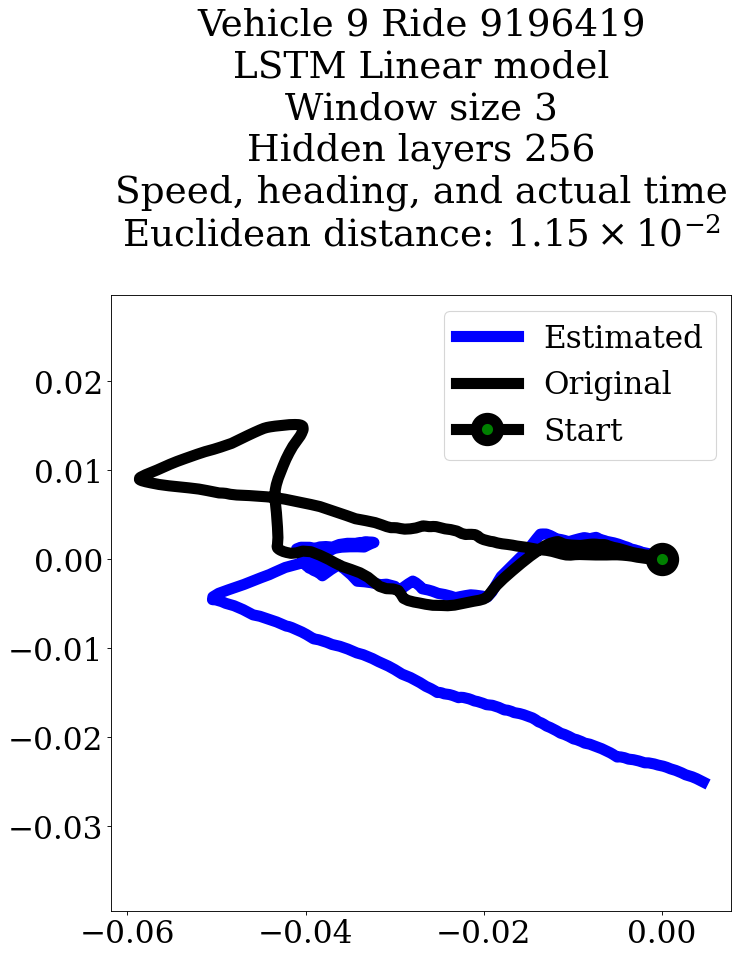 Vehicle 9 Ride 9196419
LSTM Linear model
Window size 3
Hidden layers 256
Speed, heading, and actual time
Euclidean distance: 1.15 × 10⁻²
Estimated
Original
Start
0.02
0.01
0.00
−0.01
−0.02
−0.03
−0.06 −0.04 −0.02 0.00